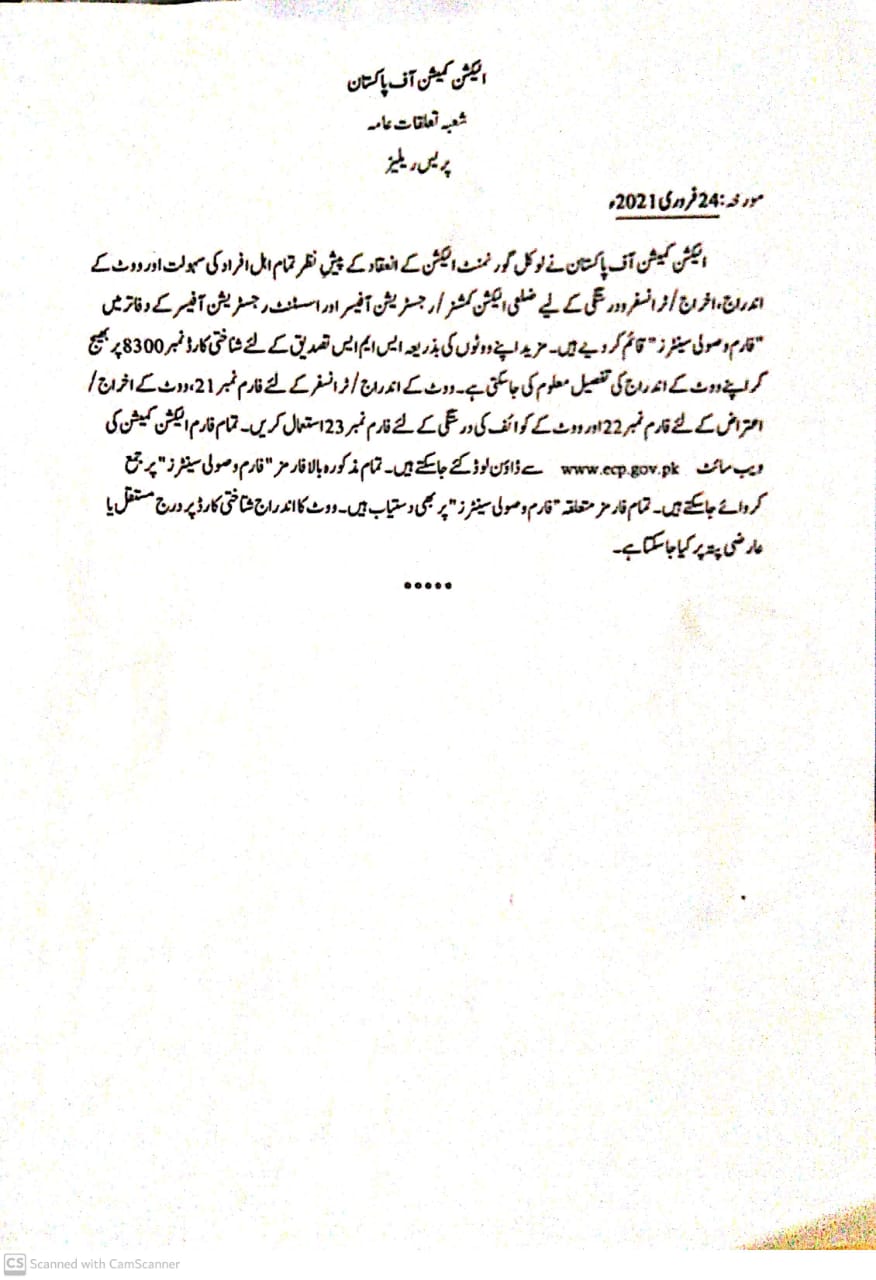 الیکشن کمیشن آف پاکستان
شعبہ تعلقات عامہ
پریس ریلیز
مورخہ: 24 فروری 2021ء
الیکشن کمیشن آف پاکستان نے لوکل گورنمنٹ الیکشن کے انعقاد کے پیش نظر تمام اہل افراد کی سہولت اور ووٹ کے
اندراج، اخراج/ٹرانسفر ودرستگی کے لیے ضلعی الیکشن کمشنر/رجسٹریشن آفیسر اور اسسٹنٹ رجسٹریشن آفیسر کے دفاتر میں
"فارم وصولی سینٹرز" قائم کر دیے ہیں۔ مزید اپنے ووٹوں کی بذریعہ ایس ایم ایس تصدیق کے لئے شناختی کارڈ نمبر 8300 پر بھیج
کر اپنے ووٹ کے اندراج کی تفصیل معلوم کی جاسکتی ہے۔ ووٹ کے اندراج/ٹرانسفر کے لئے فارم نمبر 21، ووٹ کے اخراج/
اعتراض کے لئے فارم نمبر 22 اور ووٹ کے کوائف کی درستگی کے لئے فارم نمبر 23 استعمال کریں۔ تمام فارم الیکشن کمیشن کی
ویب سائٹ www.ecp.gov.pk سے ڈاؤن لوڈ کئے جاسکتے ہیں۔ تمام مذکورہ بالا فارمز "فارم وصولی سینٹرز" پر جمع
کروائے جاسکتے ہیں۔ تمام فارمز متعلقہ "فارم وصولی سینٹرز" پر بھی دستیاب ہیں۔ ووٹ کا اندراج شناختی کارڈ پر درج مستقل یا
عارضی پتہ پر کیا جاسکتا ہے۔
•••••
CS Scanned with CamScanner